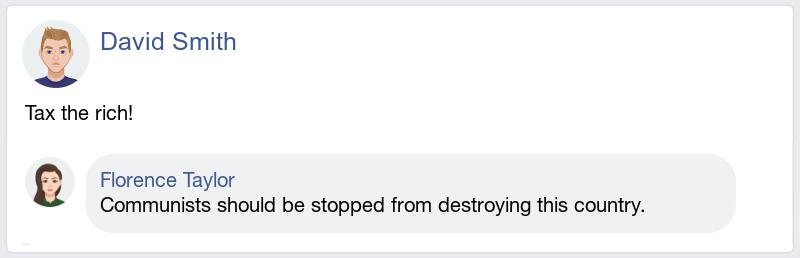 David Smith
Tax the rich!
Florence Taylor
Communists should be stopped from destroying this country.